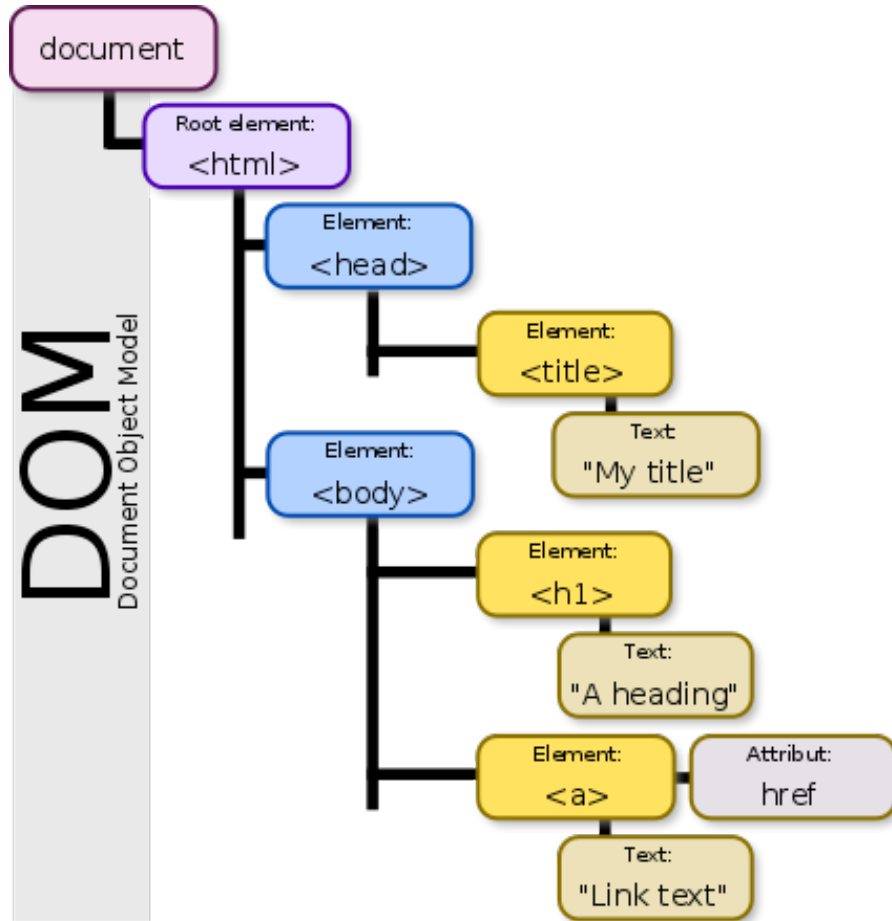 document
Root element:
<html>
Element:
<head>
Element:
<title>
Text
"My title"
Element:
<body>
Element:
<h1>
Text:
"A heading"
Element:
<a>
Attribut:
href
Text:
"Link text"
DOM
Document Object Model